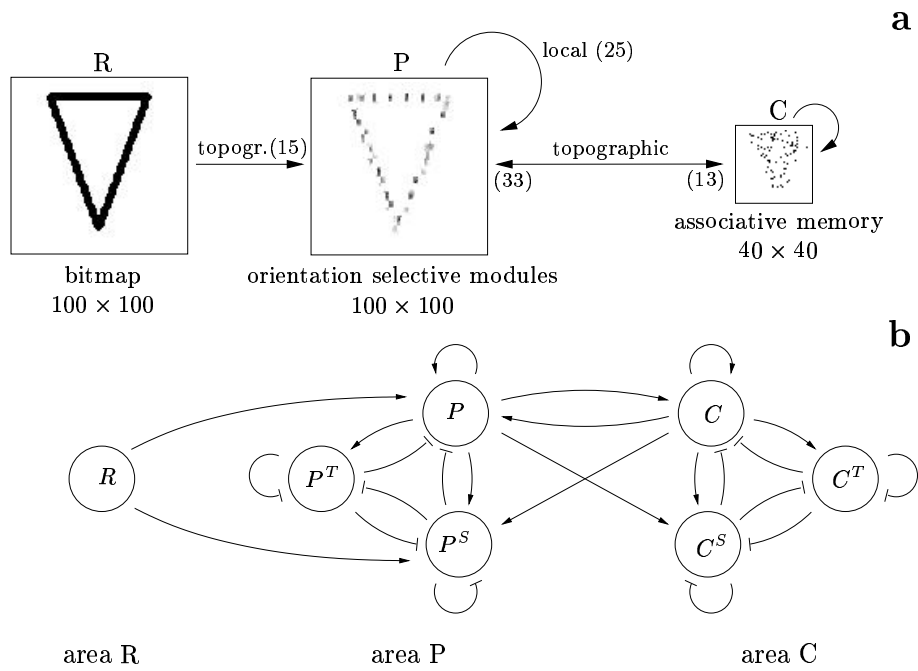 a
R
P
local (25)
C
topogr.(15)
topographic
(33)
(13)
bitmap
100 × 100
orientation selective modules
100 × 100
associative memory
40 × 40
b
P
C
R
P^T
C^T
P^S
C^S
area R
area P
area C